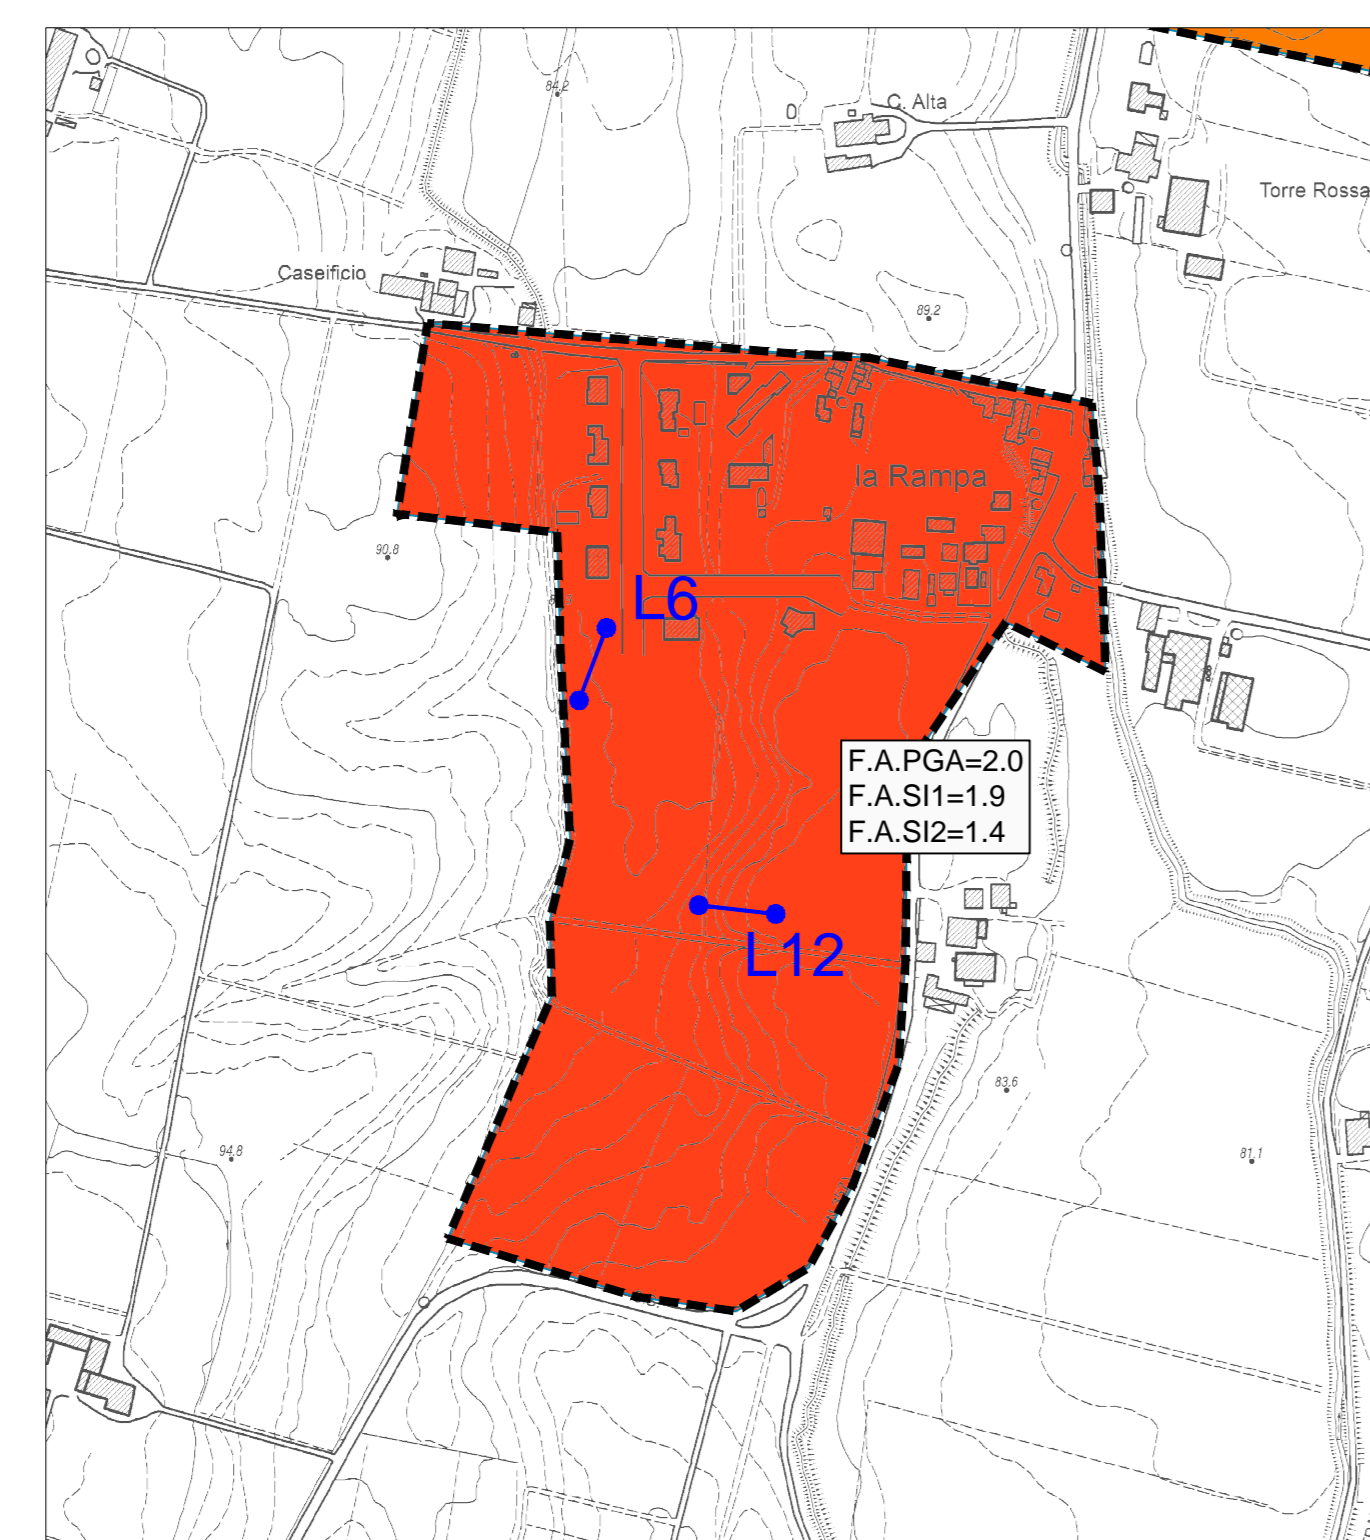 84.2
C. Alta
Torre Rossa
Caseificio
89.2
la Rampa
90.8
L6
F.A.PGA=2.0
F.A.SI1=1.9
F.A.SI2=1.4
L12
83.6
94.8
81.1